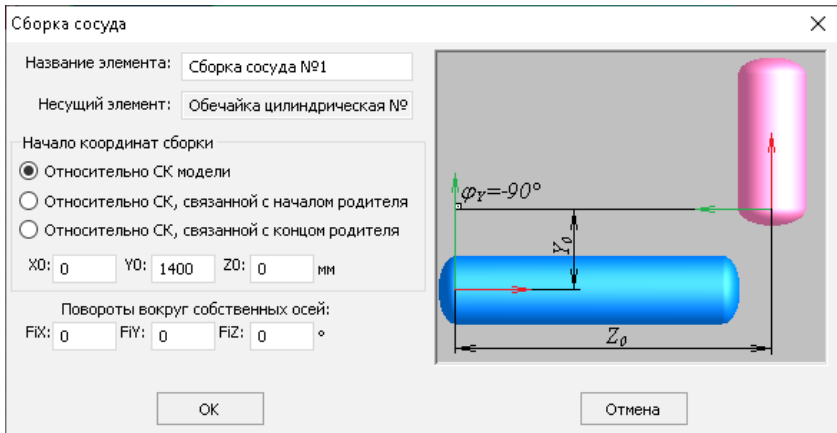 Сборка сосуда
Название элемента: Сборка сосуда №1
Несущий элемент: Обечайка цилиндрическая №
Начало координат сборки
Относительно СК модели
Относительно СК, связанной с началом родителя
Относительно СК, связанной с концом родителя
X0: 0 Y0: 1400 Z0: 0 мм
Повороты вокруг собственных осей:
FiX: 0 FiY: 0 FiZ: 0 °
φY=-90°
Y0
Z0
OK Отмена